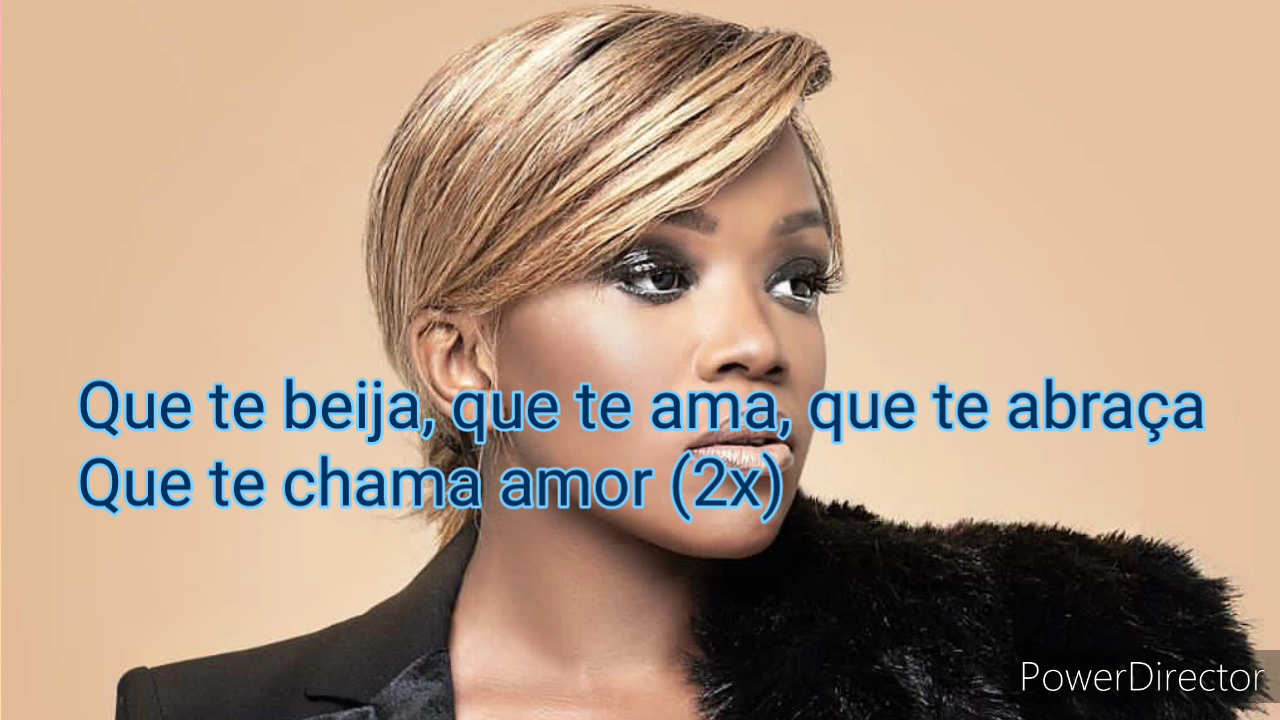 Que te beija, que te ama, que te abraça
Que te chama amor (2x)
PowerDirector